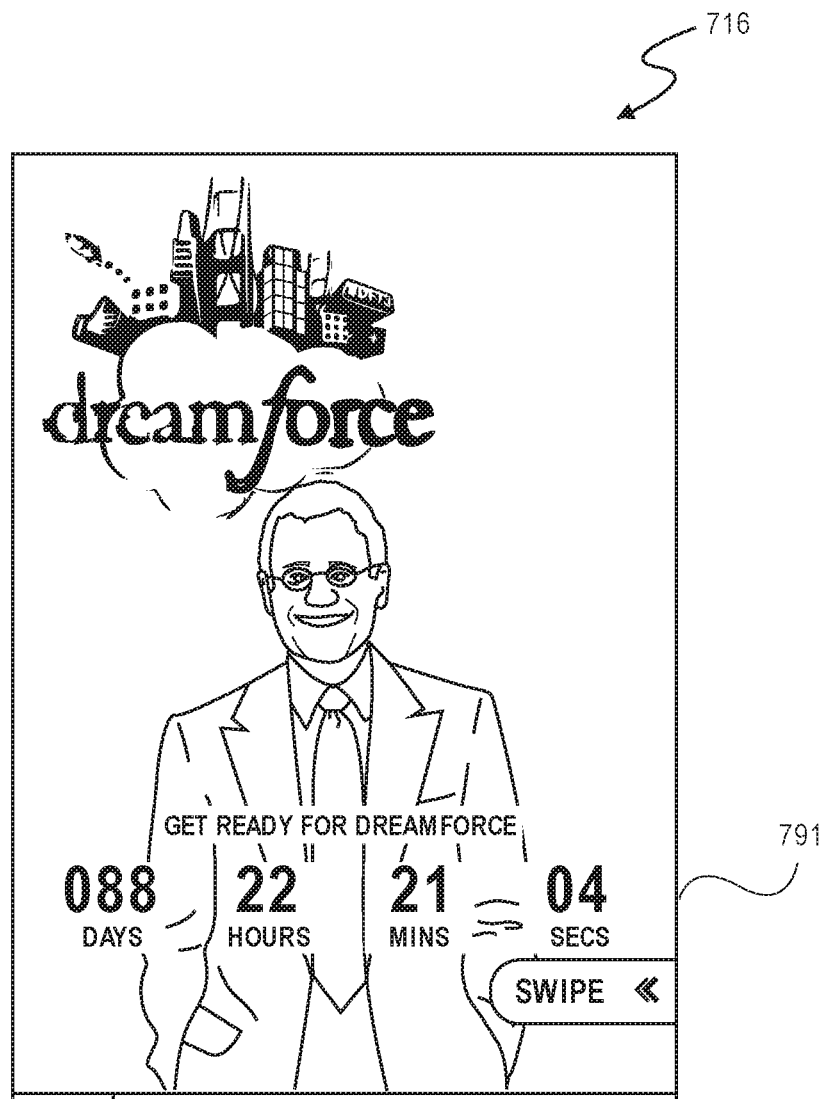 716
dreamforce
GET READY FOR DREAMFORCE
088 22 21 04
DAYS HOURS MINS SECS
791
SWIPE «